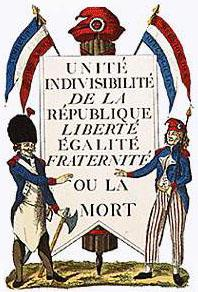 UNITÉ
INDIVISIBILITÉ
DE LA
RÉPUBLIQUE
LIBERTÉ
ÉGALITÉ
FRATERNITÉ
OU LA
MORT